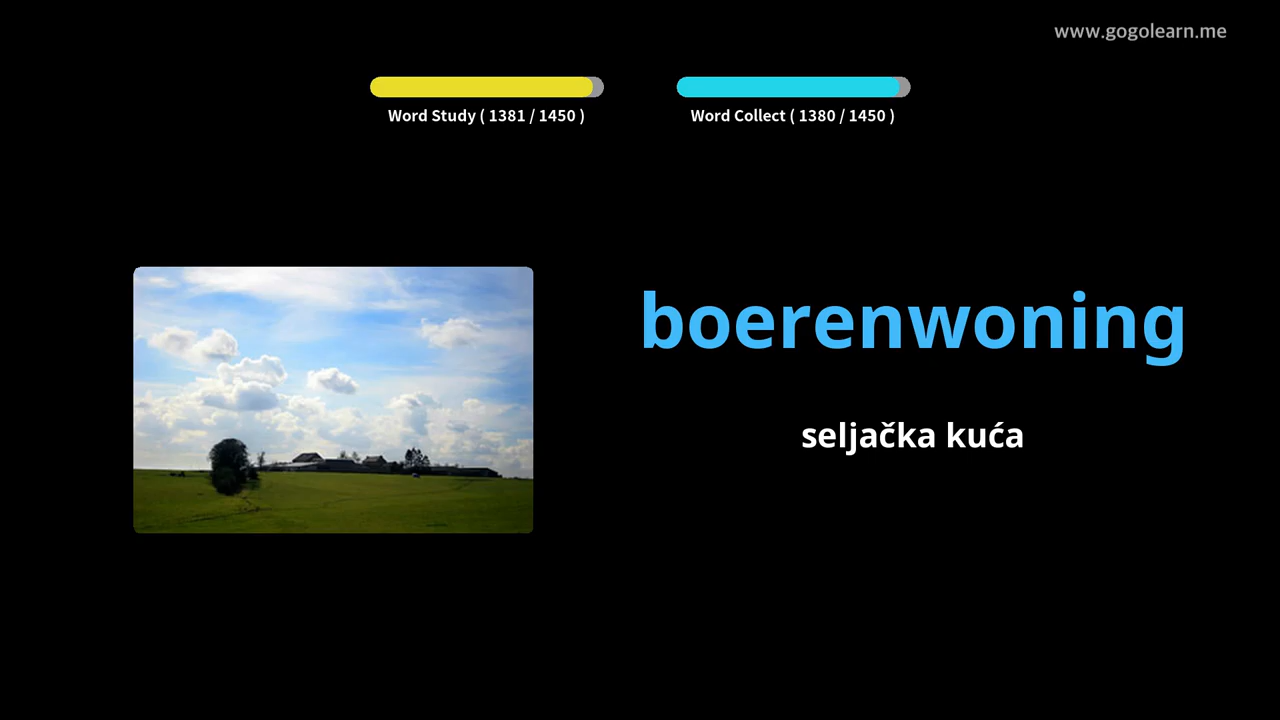 www.gogolearn.me
Word Study ( 1381 / 1450 )
Word Collect ( 1380 / 1450 )
boerenwoning
seljačka kuća